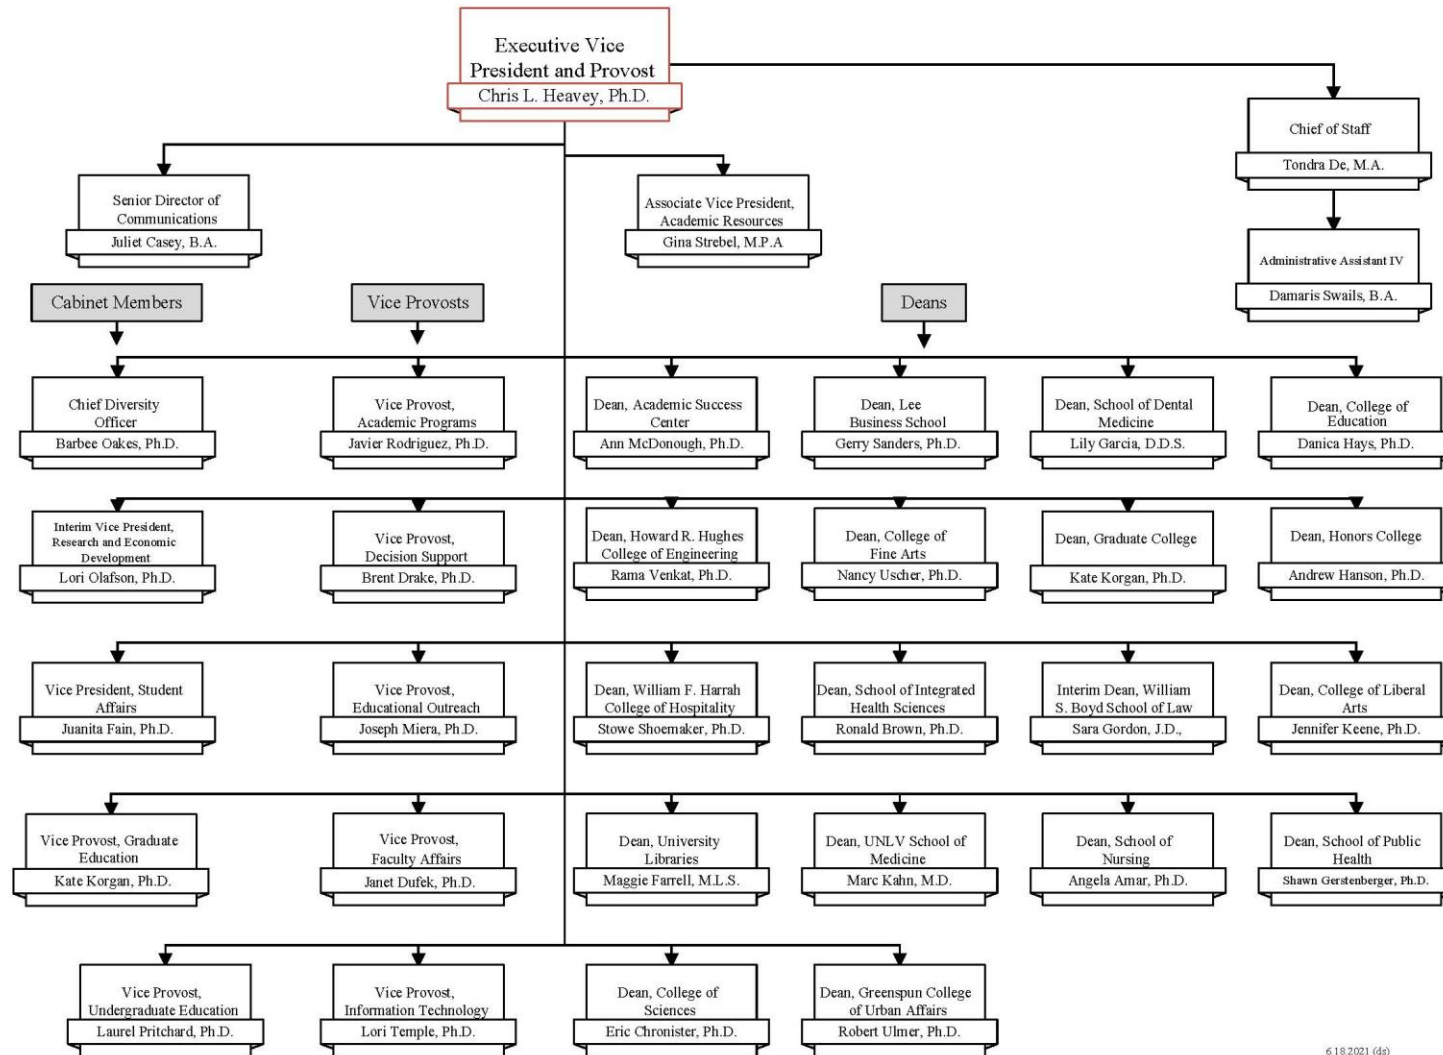 Executive Vice
President and Provost
Chris L. Heavey, Ph.D.
Chief of Staff
Tondra De, M.A.
Senior Director of
Communications
Juliet Casey, B.A.
Associate Vice President,
Academic Resources
Gina Strebel, M.P.A
Administrative Assistant IV
Damaris Swails, B.A.
Cabinet Members
Vice Provosts
Deans
Chief Diversity
Officer
Barbee Oakes, Ph.D.
Vice Provost,
Academic Programs
Javier Rodriguez, Ph.D.
Dean, Academic Success
Center
Ann McDonough, Ph.D.
Dean, Lee
Business School
Gerry Sanders, Ph.D.
Dean, School of Dental
Medicine
Lily Garcia, D.D.S.
Dean, College of
Education
Danica Hays, Ph.D.
Interim Vice President,
Research and Economic
Development
Lori Olafson, Ph.D.
Vice Provost,
Decision Support
Brent Drake, Ph.D.
Dean, Howard R. Hughes
College of Engineering
Rama Venkat, Ph.D.
Dean, College of
Fine Arts
Nancy Uscher, Ph.D.
Dean, Graduate College
Kate Korgan, Ph.D.
Dean, Honors College
Andrew Hanson, Ph.D.
Vice President, Student
Affairs
Juanita Fain, Ph.D.
Vice Provost,
Educational Outreach
Joseph Miera, Ph.D.
Dean, William F. Harrah
College of Hospitality
Stowe Shoemaker, Ph.D.
Dean, School of Integrated
Health Sciences
Ronald Brown, Ph.D.
Interim Dean, William
S. Boyd School of Law
Sara Gordon, J.D.,
Dean, College of Liberal
Arts
Jennifer Keene, Ph.D.
Vice Provost, Graduate
Education
Kate Korgan, Ph.D.
Vice Provost,
Faculty Affairs
Janet Dufek, Ph.D.
Dean, University
Libraries
Maggie Farrell, M.L.S.
Dean, UNLV School of
Medicine
Marc Kahn, M.D.
Dean, School of
Nursing
Angela Amar, Ph.D.
Dean, School of Public
Health
Shawn Gerstenberger, Ph.D.
Vice Provost,
Undergraduate Education
Laurel Pritchard, Ph.D.
Vice Provost,
Information Technology
Lori Temple, Ph.D.
Dean, College of
Sciences
Eric Chronister, Ph.D.
Dean, Greenspun College
of Urban Affairs
Robert Ulmer, Ph.D.
6.18.2021 (ds)